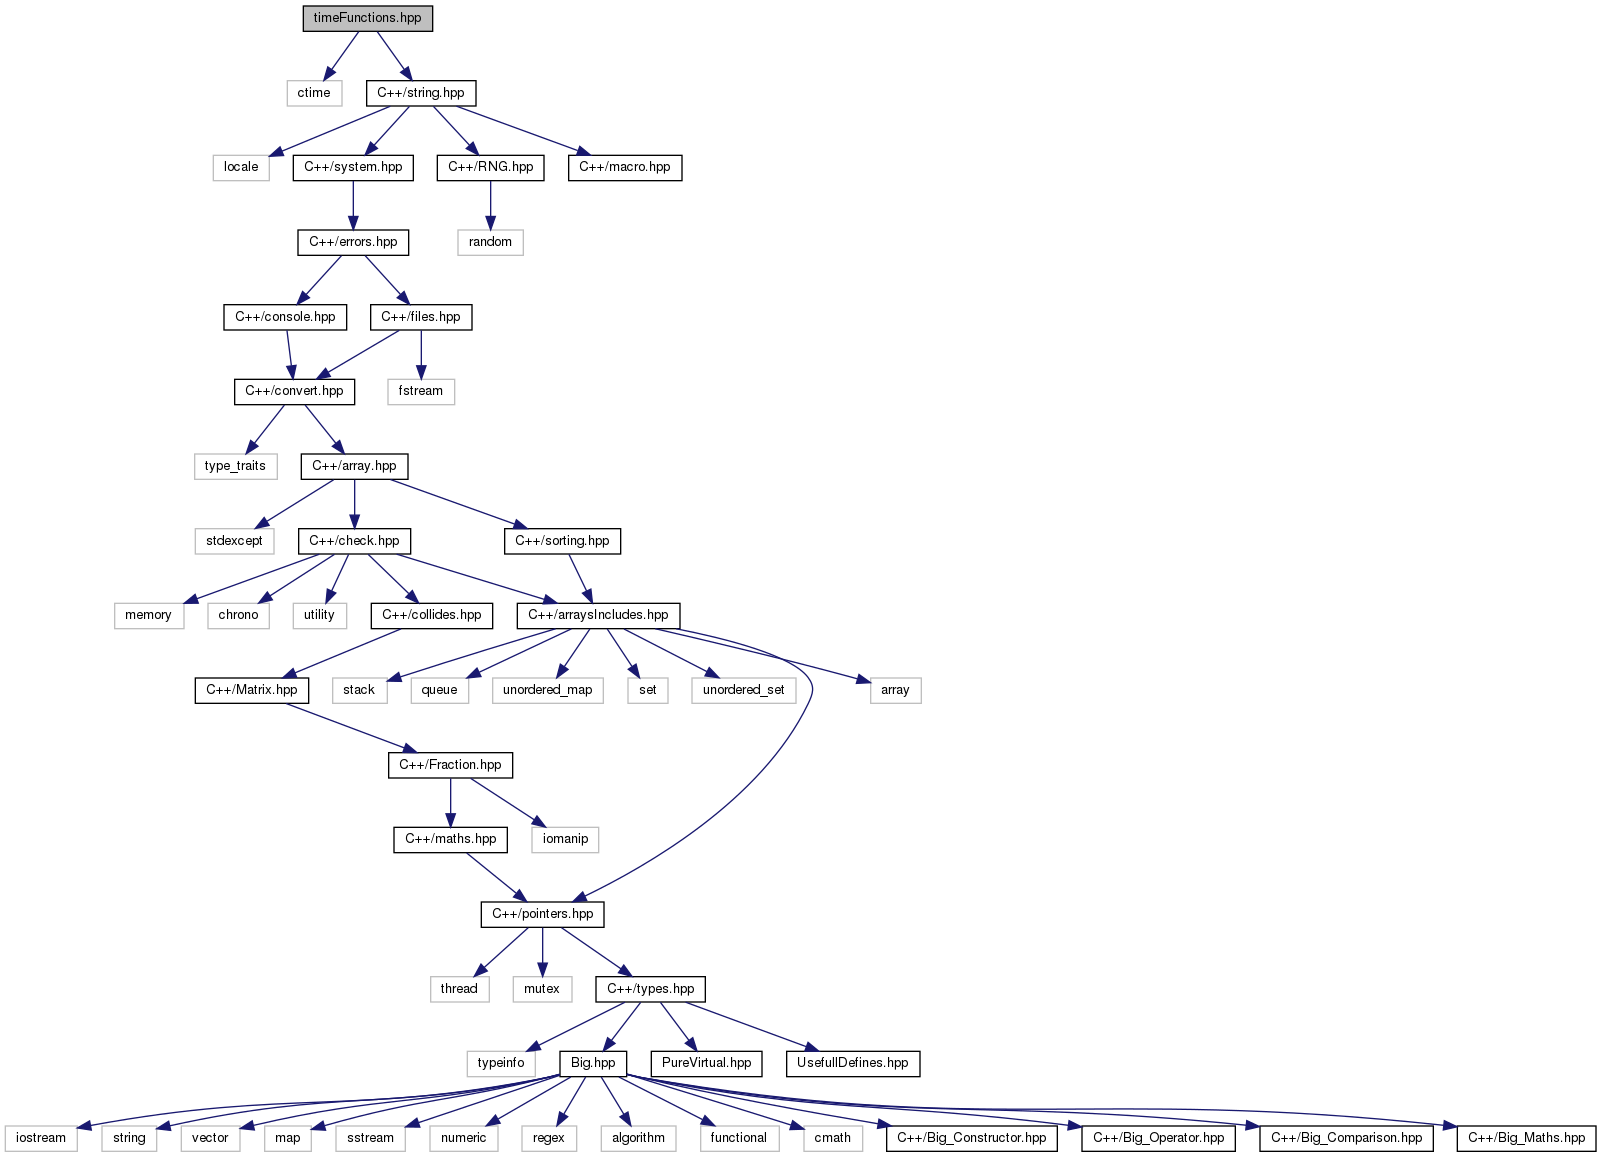 timeFunctions.hpp
ctime
C++/string.hpp
locale
C++/system.hpp
C++/RNG.hpp
C++/macro.hpp
C++/errors.hpp
random
C++/console.hpp
C++/files.hpp
C++/convert.hpp
fstream
type_traits
C++/array.hpp
stdexcept
C++/check.hpp
C++/sorting.hpp
memory
chrono
utility
C++/collides.hpp
C++/arraysIncludes.hpp
C++/Matrix.hpp
stack
queue
unordered_map
set
unordered_set
array
C++/Fraction.hpp
C++/maths.hpp
iomanip
C++/pointers.hpp
thread
mutex
C++/types.hpp
typeinfo
Big.hpp
PureVirtual.hpp
UsefullDefines.hpp
iostream
string
vector
map
sstream
numeric
regex
algorithm
functional
cmath
C++/Big_Constructor.hpp
C++/Big_Operator.hpp
C++/Big_Comparison.hpp
C++/Big_Maths.hpp